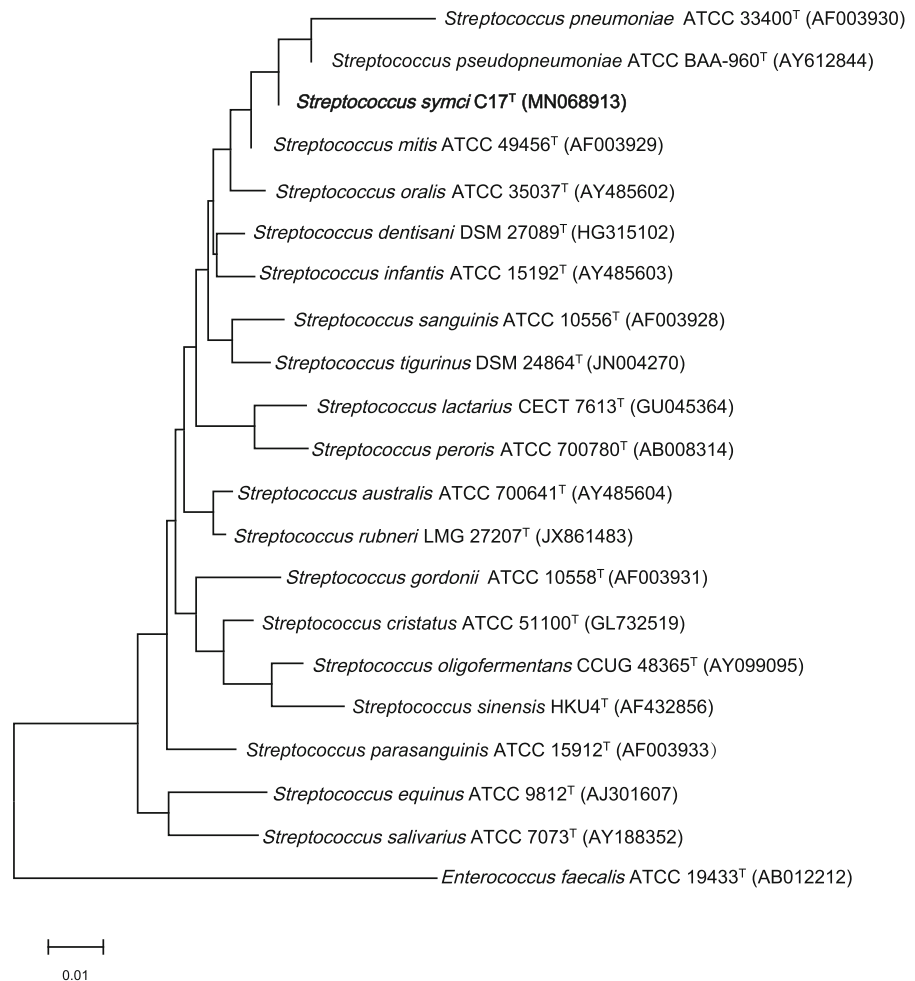 Streptococcus pneumoniae ATCC 33400ᵀ (AF003930)
Streptococcus pseudopneumoniae ATCC BAA-960ᵀ (AY612844)
Streptococcus symci C17ᵀ (MN068913)
Streptococcus mitis ATCC 49456ᵀ (AF003929)
Streptococcus oralis ATCC 35037ᵀ (AY485602)
Streptococcus dentisani DSM 27089ᵀ (HG315102)
Streptococcus infantis ATCC 15192ᵀ (AY485603)
Streptococcus sanguinis ATCC 10556ᵀ (AF003928)
Streptococcus tigurinus DSM 24864ᵀ (JN004270)
Streptococcus lactarius CECT 7613ᵀ (GU045364)
Streptococcus peroris ATCC 700780ᵀ (AB008314)
Streptococcus australis ATCC 700641ᵀ (AY485604)
Streptococcus rubneri LMG 27207ᵀ (JX861483)
Streptococcus gordonii ATCC 10558ᵀ (AF003931)
Streptococcus cristatus ATCC 51100ᵀ (GL732519)
Streptococcus oligofermentans CCUG 48365ᵀ (AY099095)
Streptococcus sinensis HKU4ᵀ (AF432856)
Streptococcus parasanguinis ATCC 15912ᵀ (AF003933)
Streptococcus equinus ATCC 9812ᵀ (AJ301607)
Streptococcus salivarius ATCC 7073ᵀ (AY188352)
Enterococcus faecalis ATCC 19433ᵀ (AB012212)
0.01